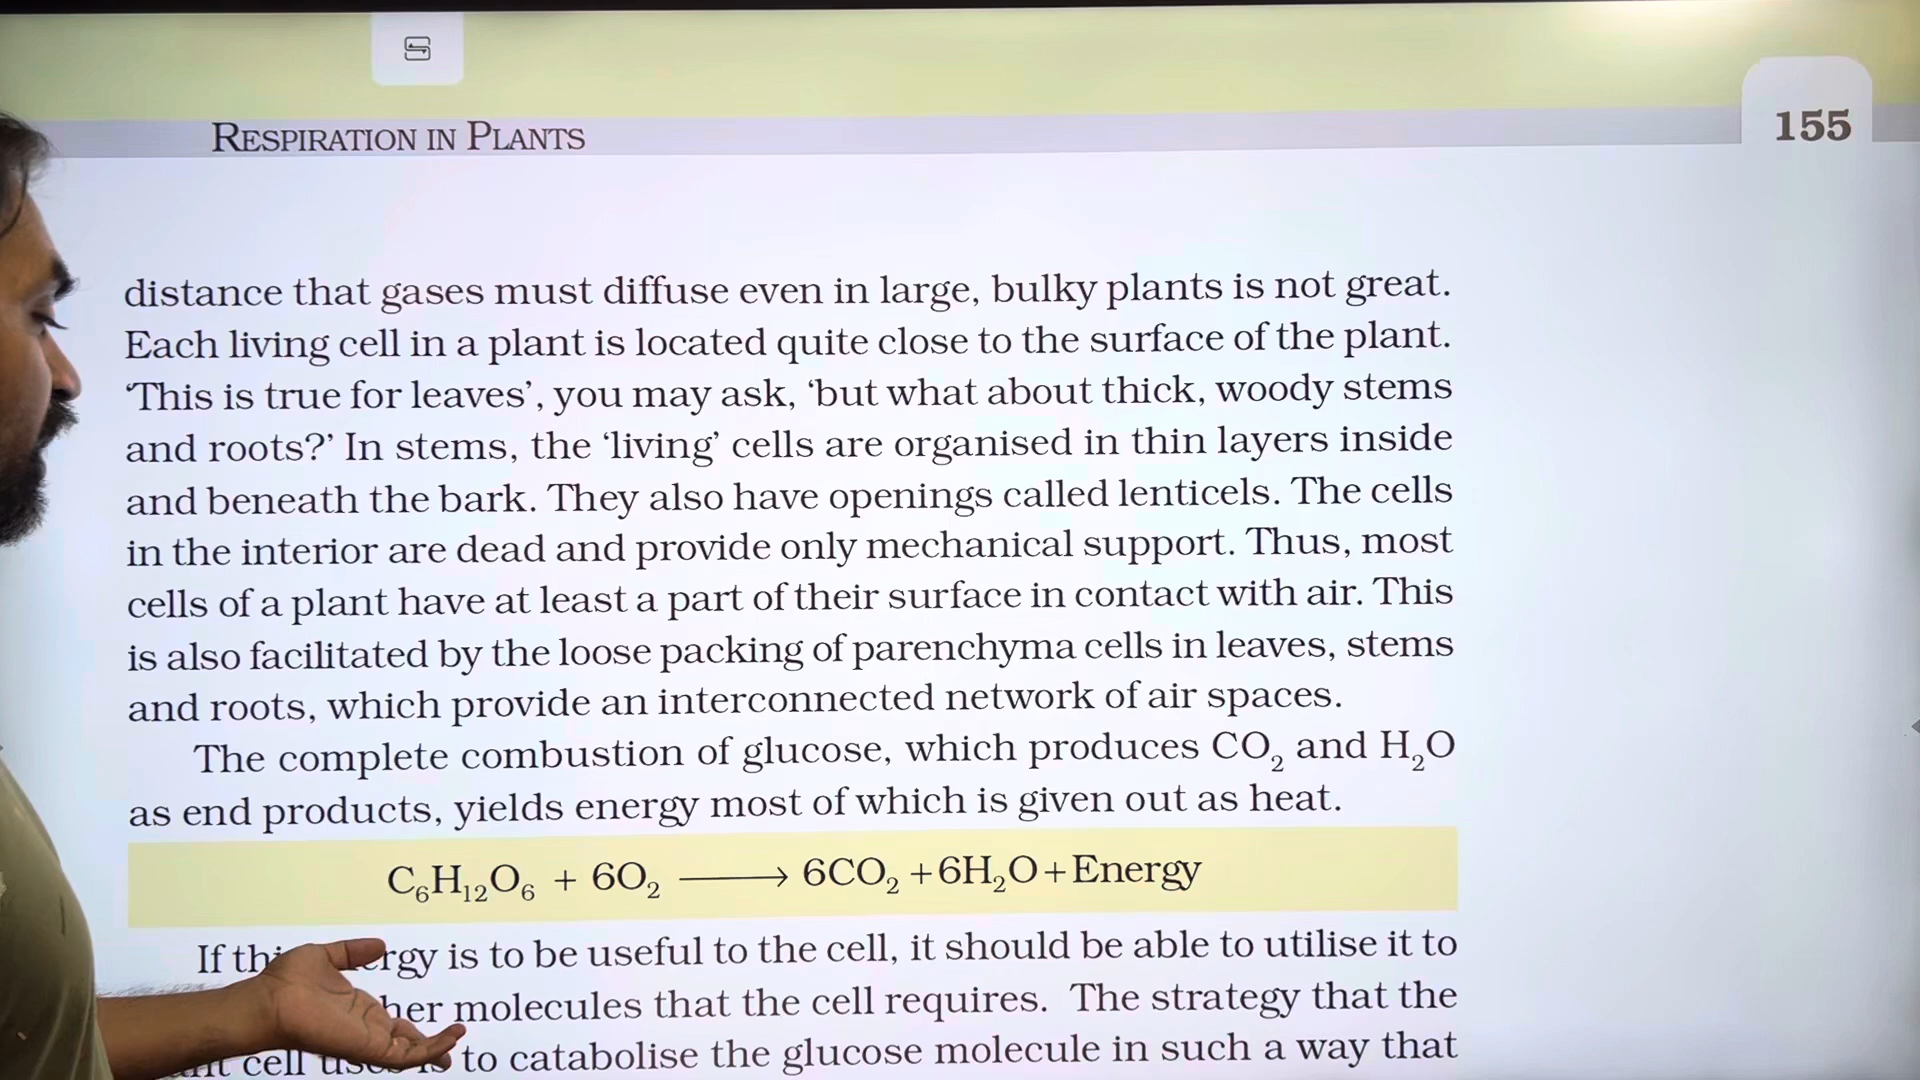 RESPIRATION IN PLANTS
155
distance that gases must diffuse even in large, bulky plants is not great.
Each living cell in a plant is located quite close to the surface of the plant.
‘This is true for leaves’, you may ask, ‘but what about thick, woody stems
and roots?’ In stems, the ‘living’ cells are organised in thin layers inside
and beneath the bark. They also have openings called lenticels. The cells
in the interior are dead and provide only mechanical support. Thus, most
cells of a plant have at least a part of their surface in contact with air. This
is also facilitated by the loose packing of parenchyma cells in leaves, stems
and roots, which provide an interconnected network of air spaces.
The complete combustion of glucose, which produces CO₂ and H₂O
as end products, yields energy most of which is given out as heat.
C₆H₁₂O₆ + 6O₂ ⟶ 6CO₂ + 6H₂O + Energy
If is to be useful to the cell, it should be able to utilise it to
molecules that the cell requires. The strategy that the
cell to catabolise the glucose molecule in such a way that